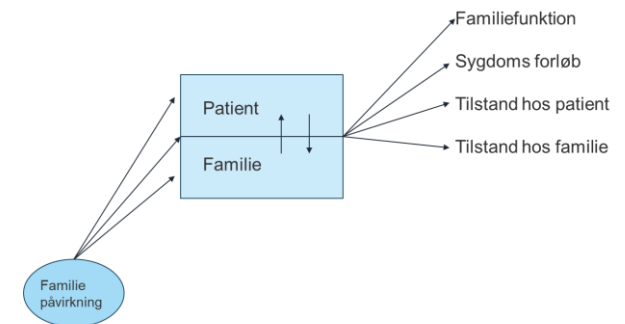 Familiefunktion
Sygdoms forløb
Patient
Tilstand hos patient
Familie
Tilstand hos familie
Familie
påvirkning